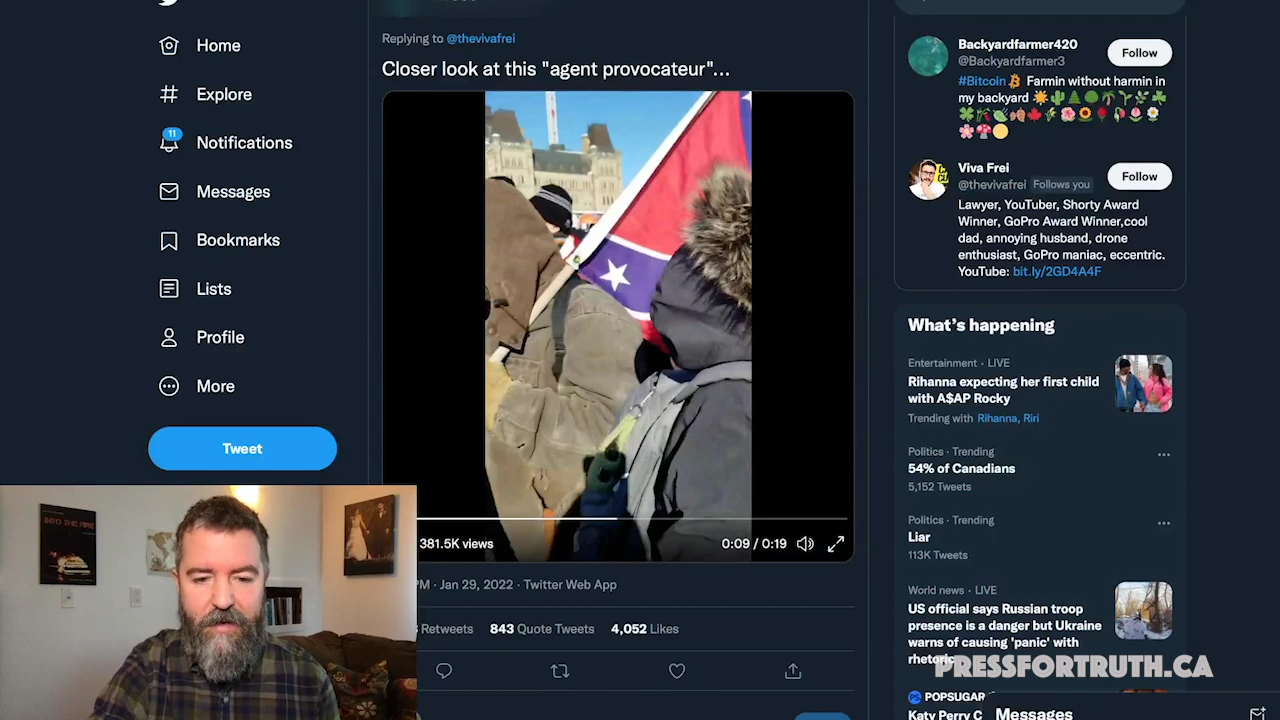 Home
Explore
11
Notifications
Messages
Bookmarks
Lists
Profile
More
Tweet
INTO THE FIRE
Replying to @thevivafrei
Closer look at this "agent provocateur"...
381.5K views
0:09 / 0:19
PM · Jan 29, 2022 · Twitter Web App
Retweets 843 Quote Tweets 4,052 Likes
Backyardfarmer420
@Backyardfarmer3
Follow
#Bitcoin Farmin without harmin in
my backyard
Viva Frei
@thevivafrei Follows you
Follow
Lawyer, YouTuber, Shorty Award
Winner, GoPro Award Winner,cool
dad, annoying husband, drone
enthusiast, GoPro maniac, eccentric.
YouTube: bit.ly/2GD4A4F
What's happening
Entertainment · LIVE
Rihanna expecting her first child
with A$AP Rocky
Trending with Rihanna, Riri
Politics · Trending
54% of Canadians
5,152 Tweets
Politics · Trending
Liar
113K Tweets
World news · LIVE
US official says Russian troop
presence is a danger but Ukraine
warns of causing 'panic' with
rhetoric
PRESSFORTRUTH.CA
POPSUGAR
Katy Perry C
Messages